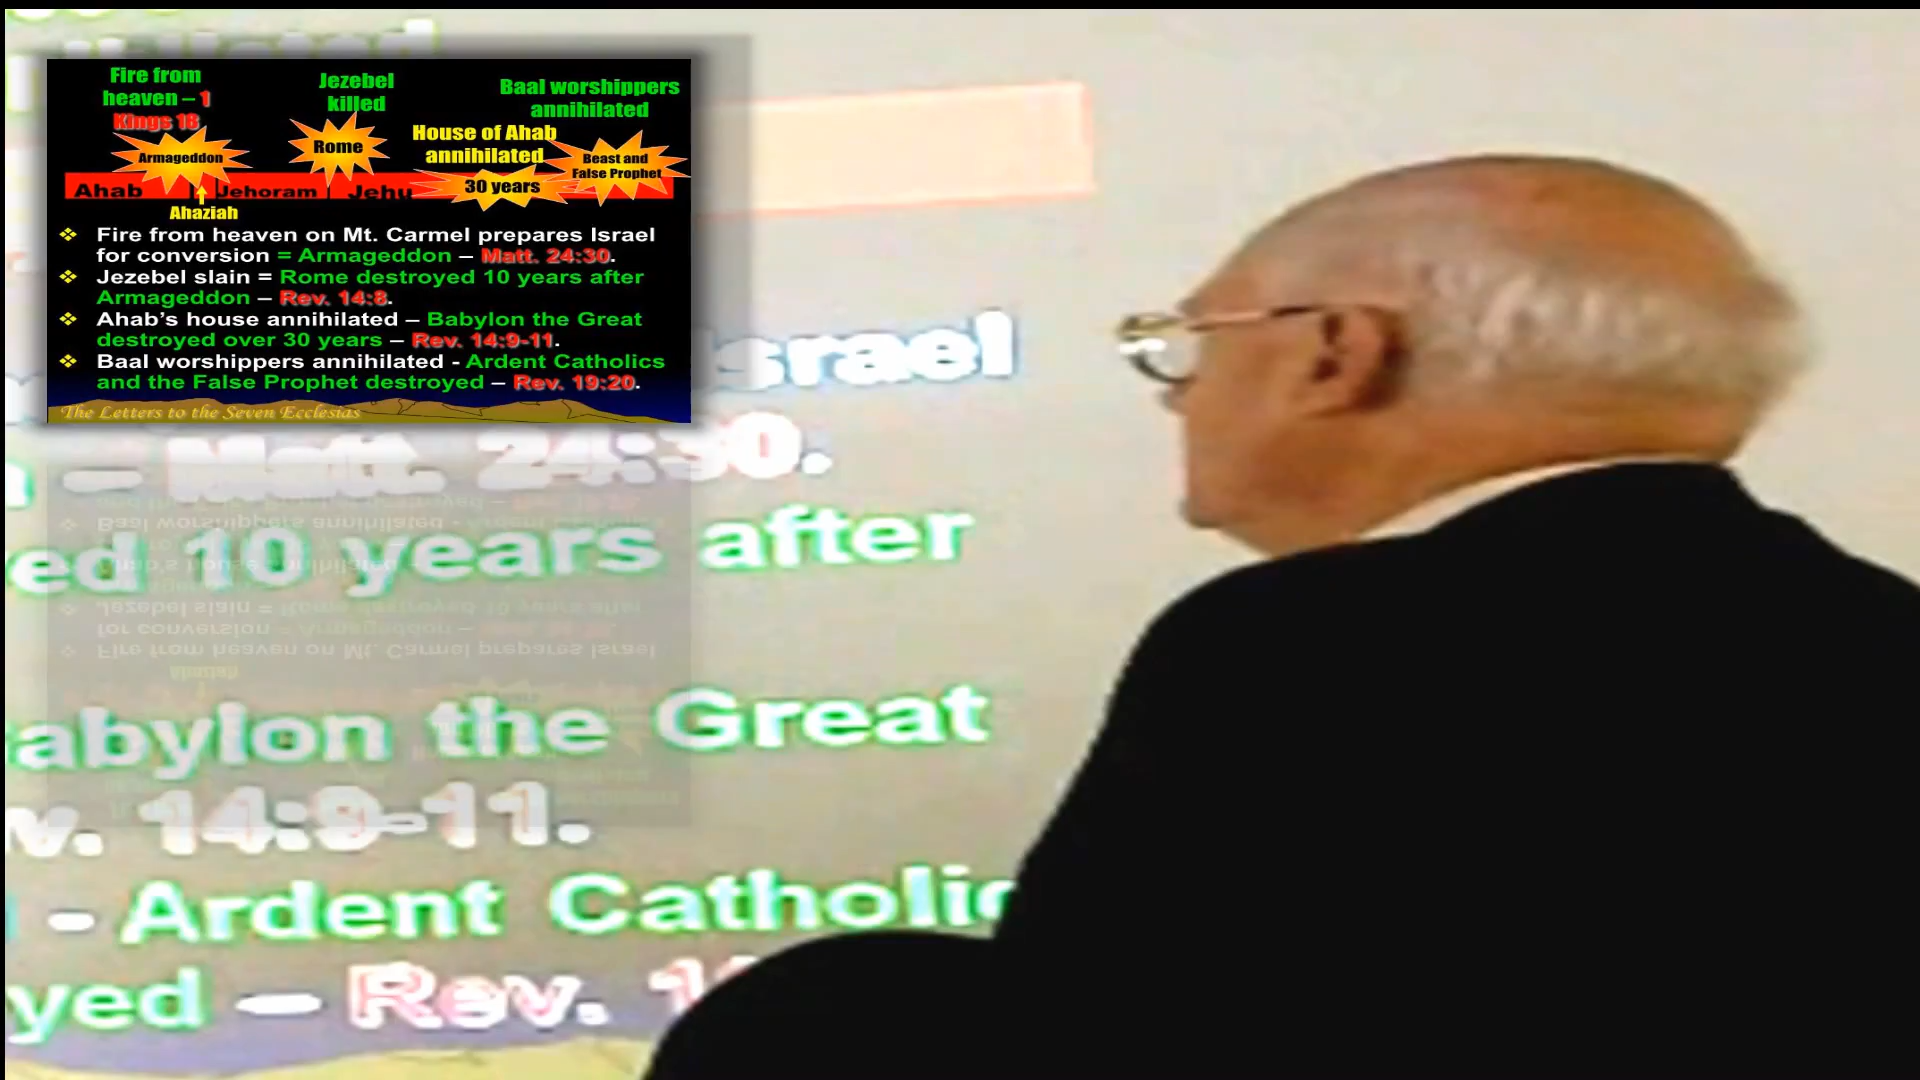 Fire from
heaven – 1
Kings 18
Jezebel
killed
Baal worshippers
annihilated
House of Ahab
annihilated
Armageddon
Rome
Beast and
False Prophet
30 years
Ahab
Jehoram
Jehu
Ahaziah
❖ Fire from heaven on Mt. Carmel prepares Israel
for conversion = Armageddon – Matt. 24:30.
❖ Jezebel slain = Rome destroyed 10 years after
Armageddon – Rev. 14:8.
❖ Ahab’s house annihilated – Babylon the Great
destroyed over 30 years – Rev. 14:9-11.
❖ Baal worshippers annihilated - Ardent Catholics
and the False Prophet destroyed – Rev. 19:20.
The Letters to the Seven Ecclesias
Israel
– Matt. 24:30.
ed 10 years after
abylon the Great
v. 14:9-11.
- Ardent Catholic
yed – Rev. 1